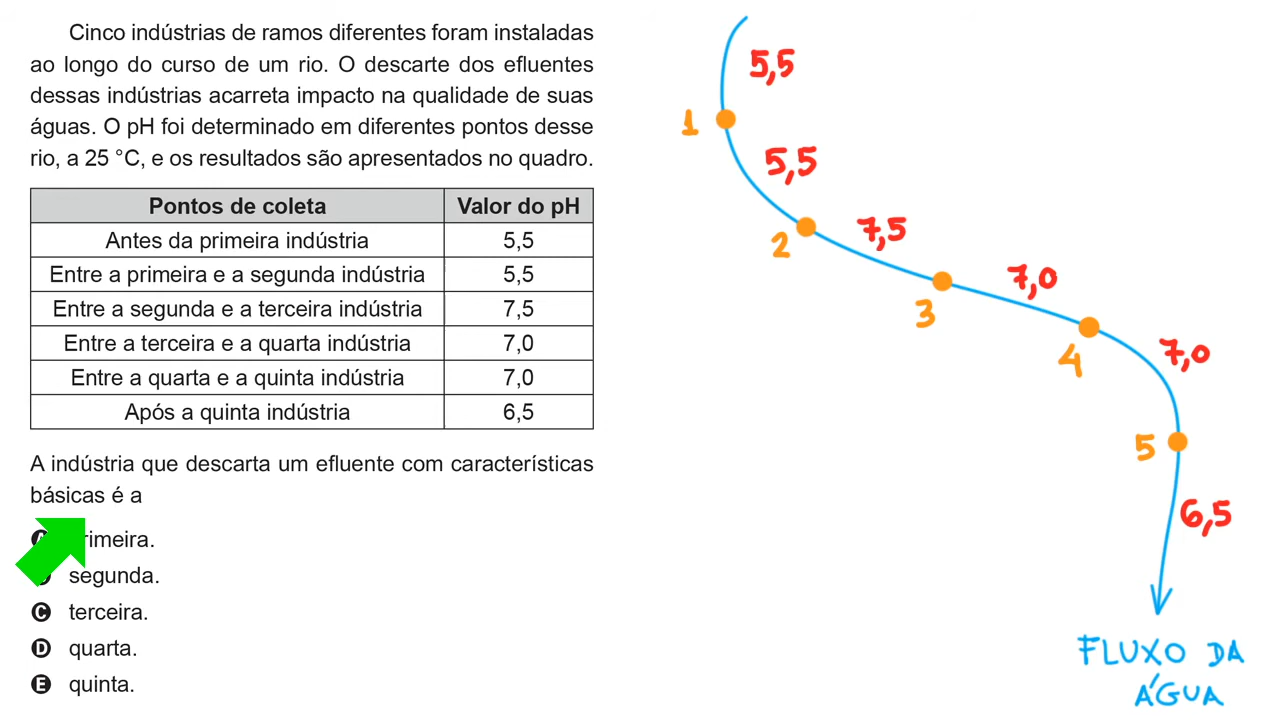 Cinco indústrias de ramos diferentes foram instaladas
ao longo do curso de um rio. O descarte dos efluentes
dessas indústrias acarreta impacto na qualidade de suas
águas. O pH foi determinado em diferentes pontos desse
rio, a 25 °C, e os resultados são apresentados no quadro.
Pontos de coleta Valor do pH
Antes da primeira indústria 5,5
Entre a primeira e a segunda indústria 5,5
Entre a segunda e a terceira indústria 7,5
Entre a terceira e a quarta indústria 7,0
Entre a quarta e a quinta indústria 7,0
Após a quinta indústria 6,5
A indústria que descarta um efluente com características
básicas é a
rimeira.
segunda.
C terceira.
D quarta.
E quinta.
5,5
1
5,5
2
7,5
3
7,0
4
7,0
5
6,5
FLUXO DA
ÁGUA